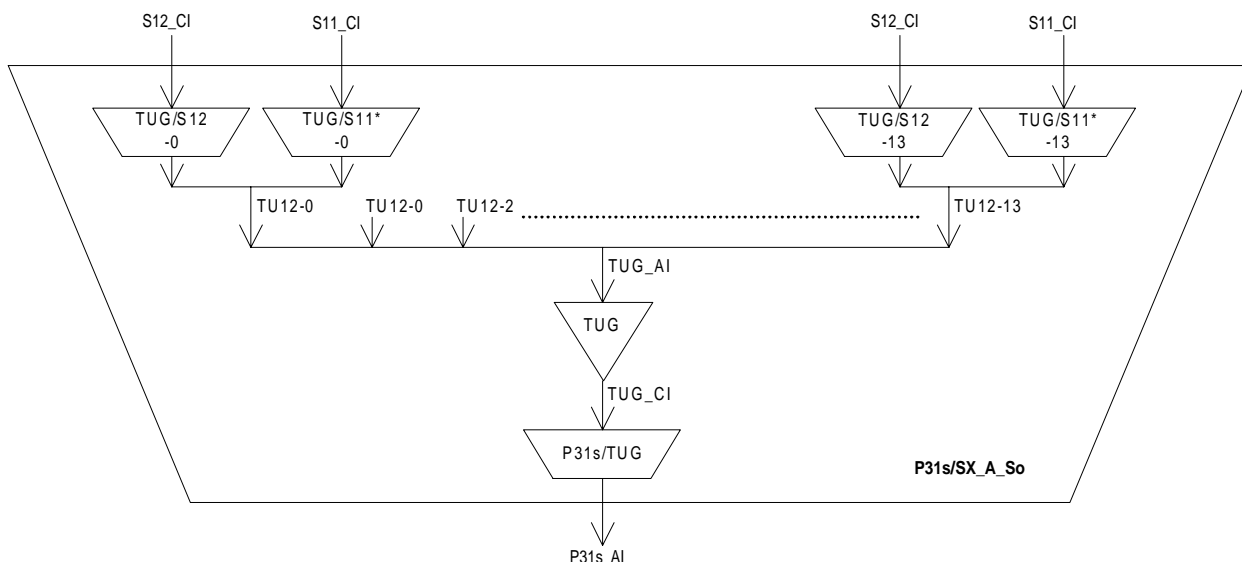 S12_CI S11_CI S12_CI S11_CI
TUG/S12 TUG/S11* TUG/S12 TUG/S11*
-0 -0 -13 -13
TU12-0 TU12-0 TU12-2 TU12-13
TUG_AI
TUG
TUG_CI
P31s/TUG
P31s/SX_A_So
P31s_AI